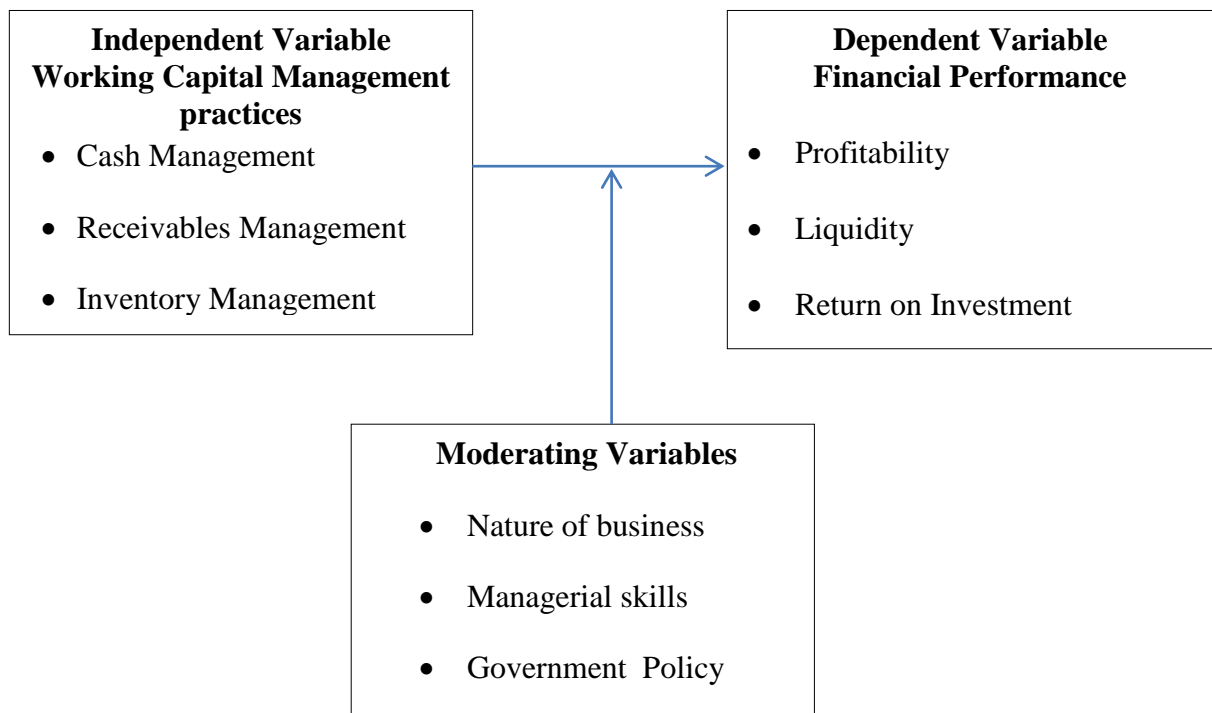 Independent Variable
Working Capital Management
practices
• Cash Management
• Receivables Management
• Inventory Management
Dependent Variable
Financial Performance
• Profitability
• Liquidity
• Return on Investment
Moderating Variables
• Nature of business
• Managerial skills
• Government  Policy